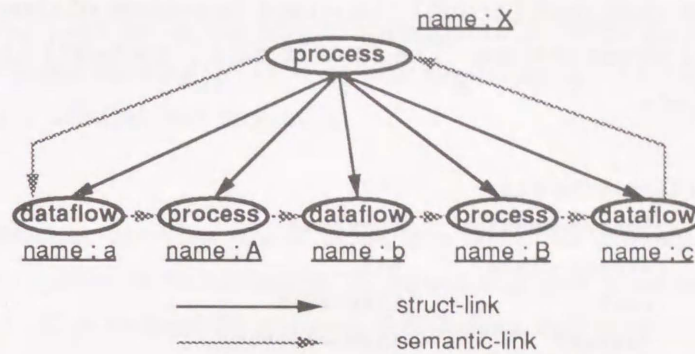 name : X
process
dataflow process dataflow process dataflow
name : a name : A name : b name : B name : c
struct-link
semantic-link